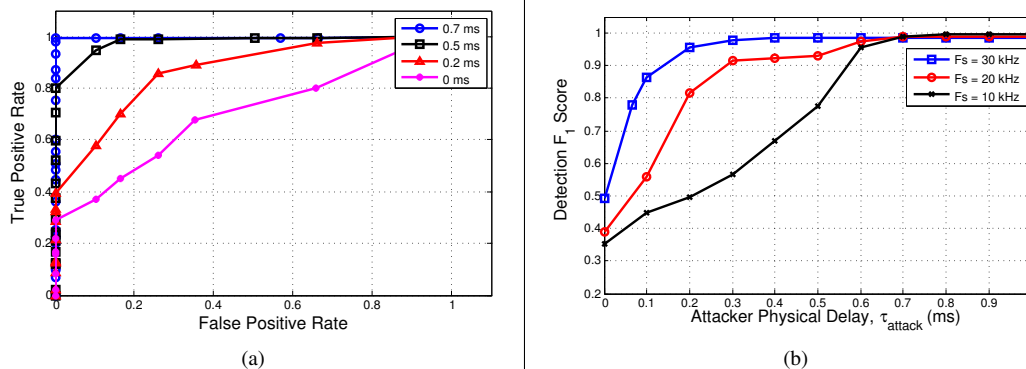 1
0.8
0.6
0.4
0.2
0
0 0.2 0.4 0.6 0.8 1
True Positive Rate
False Positive Rate
0.7 ms
0.5 ms
0.2 ms
0 ms
(a)
1
0.9
0.8
0.7
0.6
0.5
0.4
0.3
0.2
0 0.1 0.2 0.3 0.4 0.5 0.6 0.7 0.8 0.9 1
Detection F1 Score
Attacker Physical Delay, τattack (ms)
Fs = 30 kHz
Fs = 20 kHz
Fs = 10 kHz
(b)